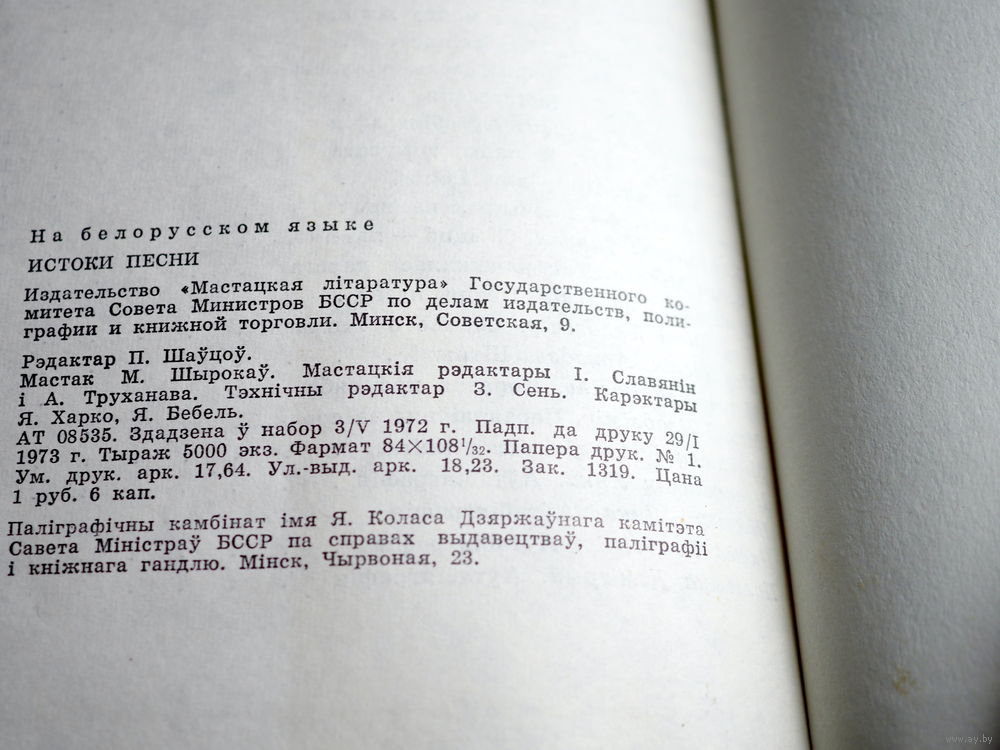 На белорусском языке
ИСТОКИ ПЕСНИ
Издательство «Мастацкая літаратура» Государственного ко-
митета Совета Министров БССР по делам издательств, поли-
графии и книжной торговли. Минск, Советская, 9.
Рэдактар П. Шаўцоў.
Мастак М. Шырокаў. Мастацкія рэдактары І. Славянін
і А. Труханава. Тэхнічны рэдактар З. Сень. Карэктары
Я. Харко, Я. Бебель.
АТ 08535. Здадзена ў набор 3/V 1972 г. Падп. да друку 29/I
1973 г. Тыраж 5000 экз. Фармат 84×108¹/₃₂. Папера друк. № 1.
Ум. друк. арк. 17,64. Ул.-выд. арк. 18,23. Зак. 1319. Цана
1 руб. 6 кап.
Паліграфічны камбінат імя Я. Коласа Дзяржаўнага камітэта
Савета Міністраў БССР па справах выдавецтваў, паліграфіі
і кніжнага гандлю. Мінск, Чырвоная, 23.
www.ay.by